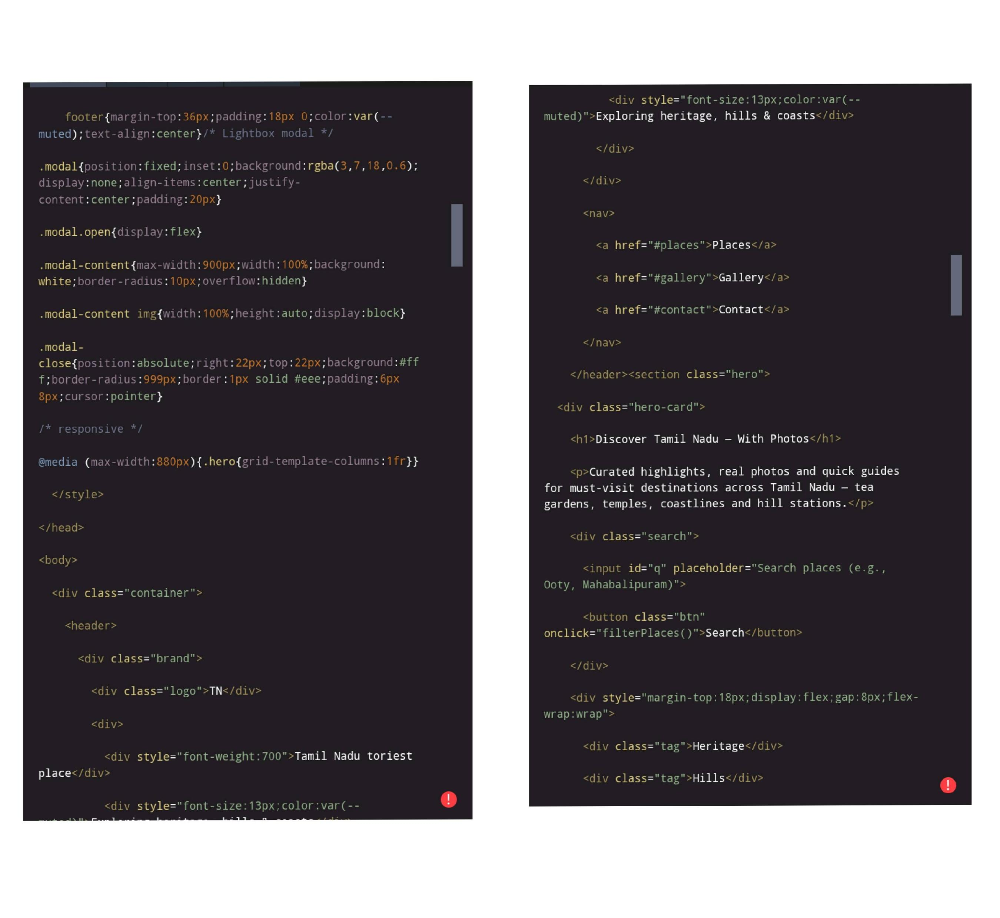 footer{margin-top:36px;padding:18px 0;color:var(--
muted);text-align:center}/* Lightbox modal */
.modal{position:fixed;inset:0;background:rgba(3,7,18,0.6);
display:none;align-items:center;justify-
content:center;padding:20px}
.modal.open{display:flex}
.modal-content{max-width:900px;width:100%;background:
white;border-radius:10px;overflow:hidden}
.modal-content img{width:100%;height:auto;display:block}
.modal-
close{position:absolute;right:22px;top:22px;background:#ff
f;border-radius:999px;border:1px solid #eee;padding:6px
8px;cursor:pointer}
/* responsive */
@media (max-width:880px){.hero{grid-template-columns:1fr}}
</style>
</head>
<body>
<div class="container">
<header>
<div class="brand">
<div class="logo">TN</div>
<div>
<div style="font-weight:700">Tamil Nadu toriest
place</div>
<div style="font-size:13px;color:var(--
muted)">Exploring heritage, hills & coasts</div>
<div style="font-size:13px;color:var(--
muted)">Exploring heritage, hills & coasts</div>
</div>
</div>
<nav>
<a href="#places">Places</a>
<a href="#gallery">Gallery</a>
<a href="#contact">Contact</a>
</nav>
</header><section class="hero">
<div class="hero-card">
<h1>Discover Tamil Nadu — With Photos</h1>
<p>Curated highlights, real photos and quick guides
for must-visit destinations across Tamil Nadu — tea
gardens, temples, coastlines and hill stations.</p>
<div class="search">
<input id="q" placeholder="Search places (e.g.,
Ooty, Mahabalipuram)">
<button class="btn"
onclick="filterPlaces()">Search</button>
</div>
<div style="margin-top:18px;display:flex;gap:8px;flex-
wrap:wrap">
<div class="tag">Heritage</div>
<div class="tag">Hills</div>